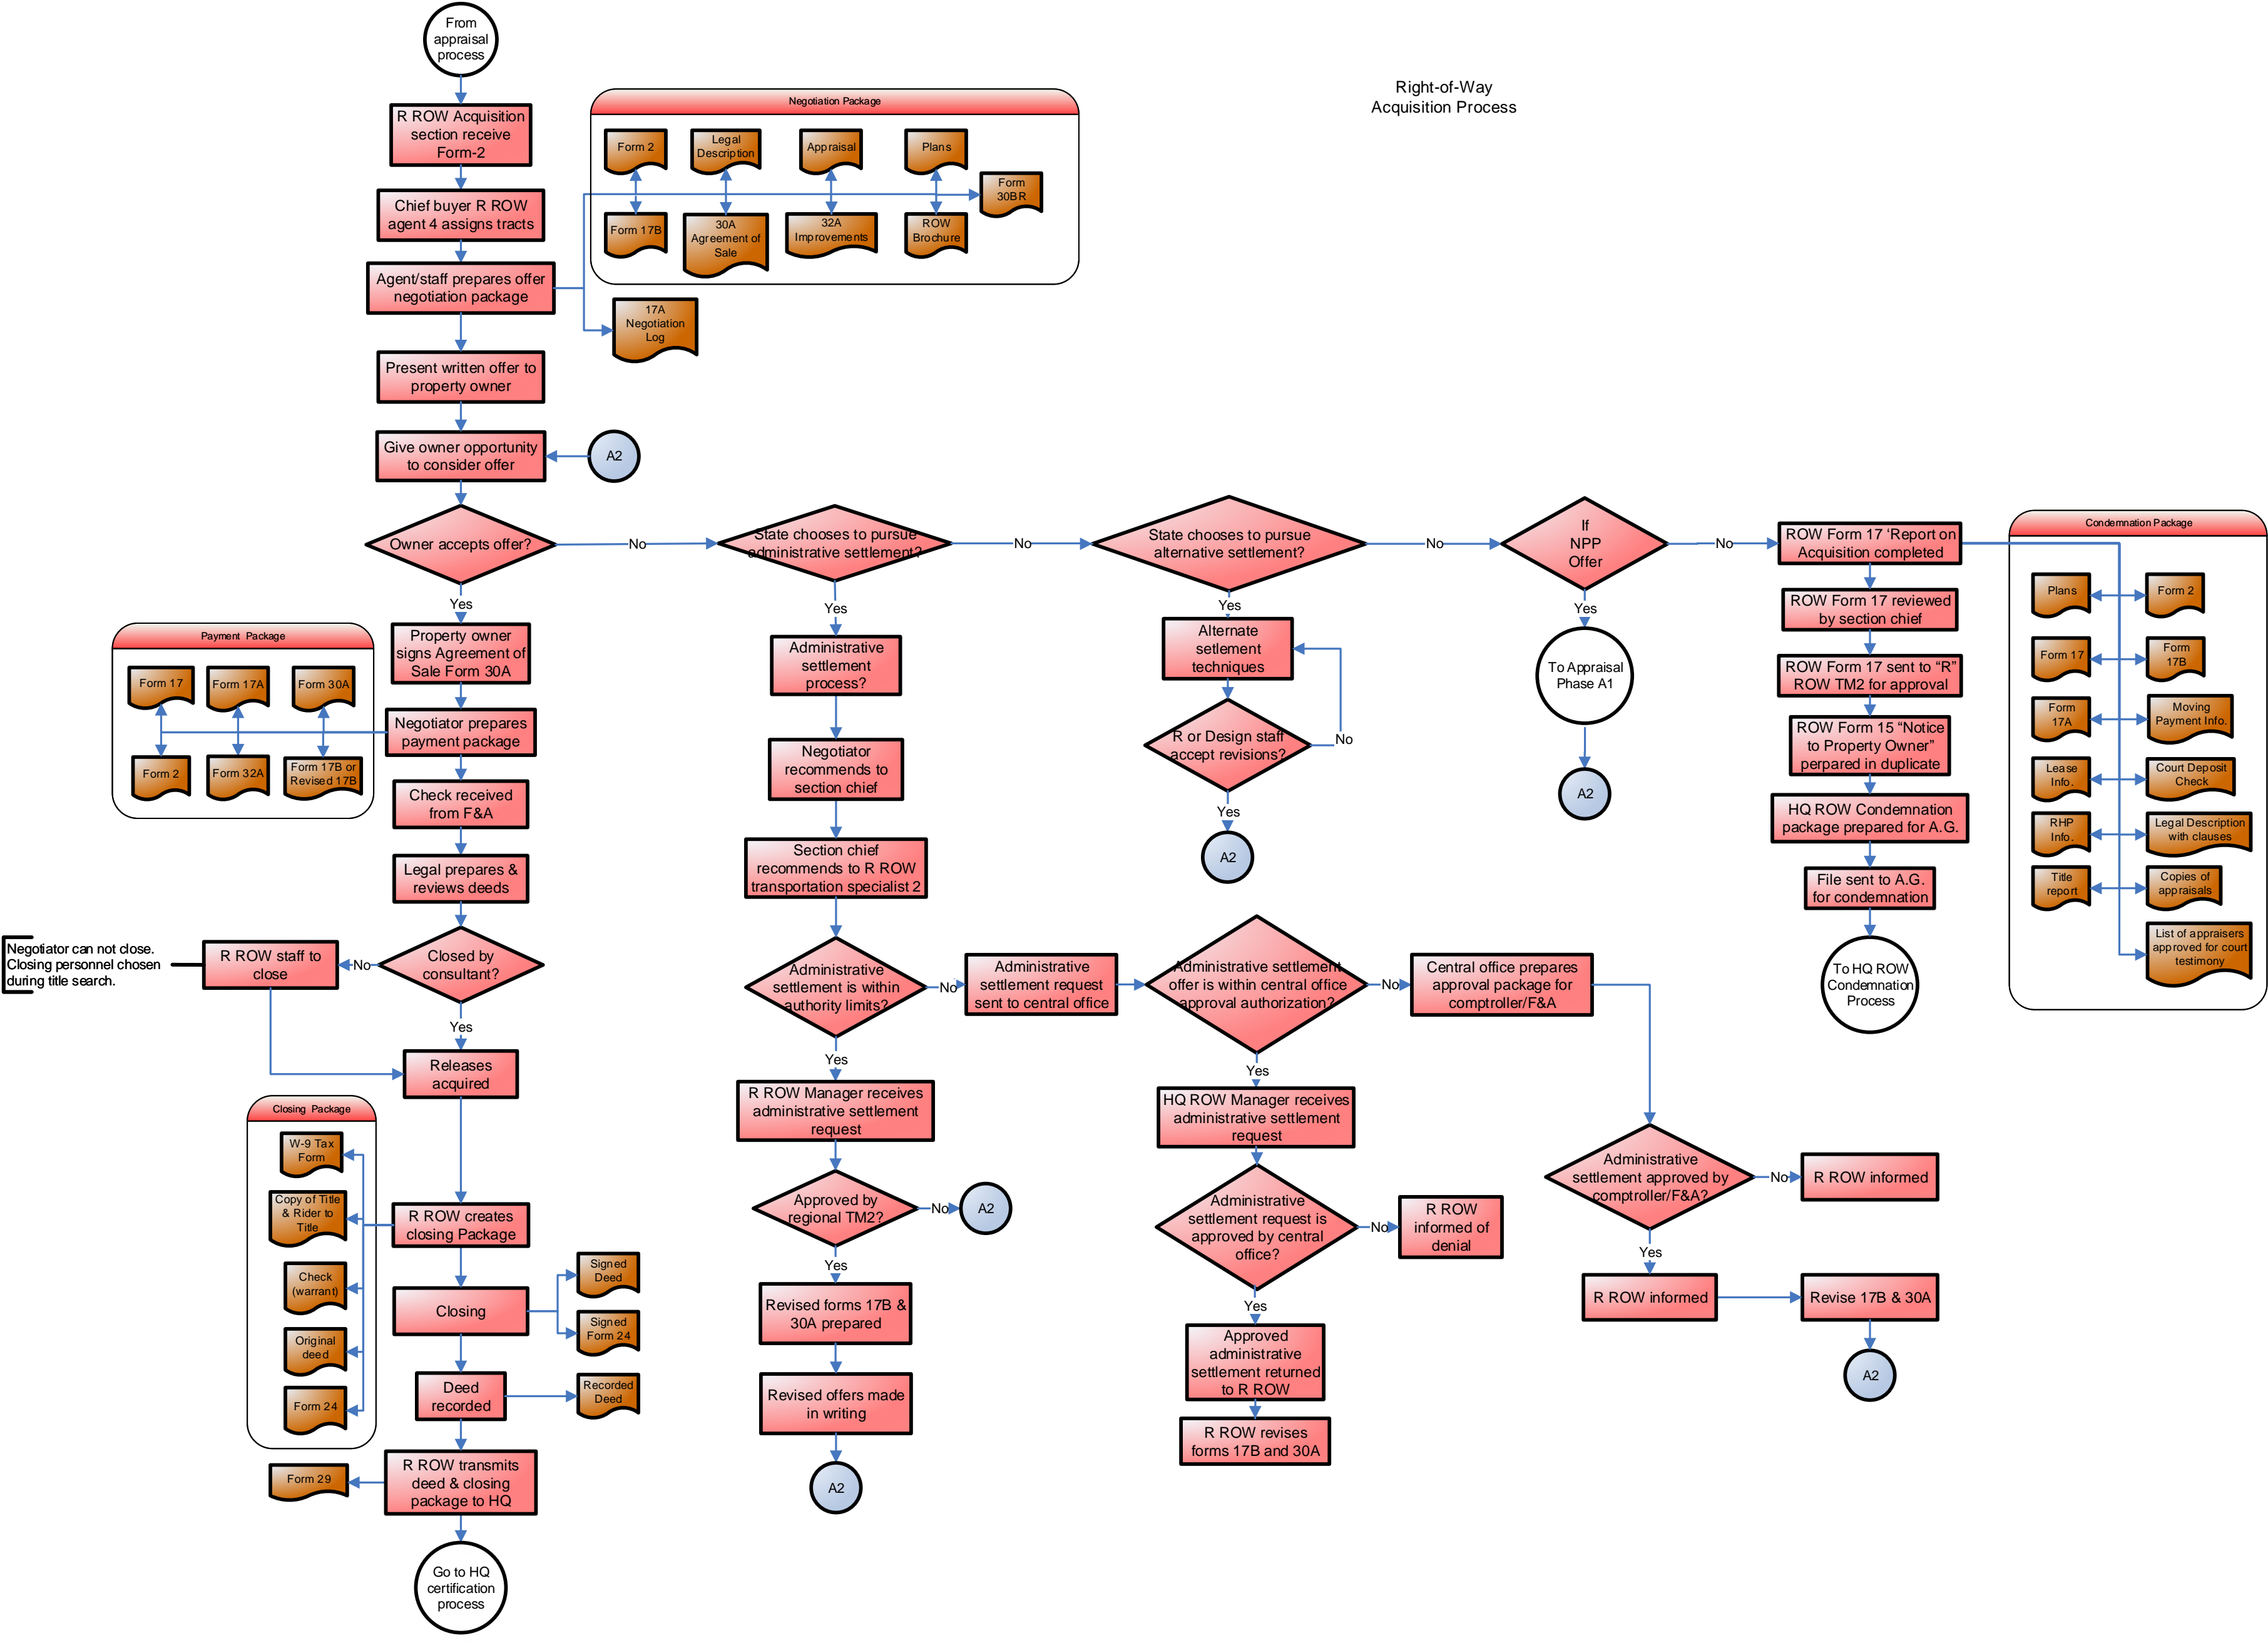 From
appraisal
process
Right-of-Way
Acquisition Process
R ROW Acquisition
section receive
Form-2
Chief buyer R ROW
agent 4 assigns tracts
Agent/staff prepares offer
negotiation package
Negotiation Package
Form 2
Legal
Description
Appraisal
Plans
Form
30BR
Form 17B
30A
Agreement of
Sale
32A
Improvements
ROW
Brochure
17A
Negotiation
Log
Present written offer to
property owner
Give owner opportunity
to consider offer
A2
Owner accepts offer?
No
State chooses to pursue
administrative settlement?
No
State chooses to pursue
alternative settlement?
No
If
NPP
Offer
No
ROW Form 17 ‘Report on
Acquisition completed
Yes
Property owner
signs Agreement of
Sale Form 30A
Negotiator prepares
payment package
Payment Package
Form 17
Form 17A
Form 30A
Form 2
Form 32A
Form 17B or
Revised 17B
Check received
from F&A
Legal prepares &
reviews deeds
Closed by
consultant?
No
R ROW staff to
close
Negotiator can not close.
Closing personnel chosen
during title search.
Yes
Releases
acquired
R ROW creates
closing Package
Closing Package
W-9 Tax
Form
Copy of Title
& Rider to
Title
Check
(warrant)
Original
deed
Form 24
Closing
Signed
Deed
Signed
Form 24
Deed
recorded
Recorded
Deed
R ROW transmits
deed & closing
package to HQ
Form 29
Go to HQ
certification
process
Yes
Administrative
settlement
process?
Negotiator
recommends to
section chief
Section chief
recommends to R ROW
transportation specialist 2
Administrative
settlement is within
authority limits?
No
Administrative
settlement request
sent to central office
Administrative settlement
offer is within central office
approval authorization?
No
Central office prepares
approval package for
comptroller/F&A
Yes
R ROW Manager receives
administrative settlement
request
Approved by
regional TM2?
No
A2
Yes
Revised forms 17B &
30A prepared
Revised offers made
in writing
A2
Yes
Alternate
setlement
techniques
R or Design staff
accept revisions?
No
Yes
A2
Yes
HQ ROW Manager receives
administrative settlement
request
Administrative
settlement request is
approved by central
office?
No
R ROW
informed of
denial
Yes
Approved
administrative
settlement returned
to R ROW
R ROW revises
forms 17B and 30A
Yes
To Appraisal
Phase A1
A2
Administrative
settlement approved by
comptroller/F&A?
No
R ROW informed
Yes
R ROW informed
Revise 17B & 30A
A2
ROW Form 17 reviewed
by section chief
ROW Form 17 sent to “R”
ROW TM2 for approval
ROW Form 15 “Notice
to Property Owner”
perpared in duplicate
HQ ROW Condemnation
package prepared for A.G.
File sent to A.G.
for condemnation
To HQ ROW
Condemnation
Process
Condemnation Package
Plans
Form 2
Form 17
Form
17B
Form
17A
Moving
Payment Info.
Lease
Info.
Court Deposit
Check
RHP
Info.
Legal Description
with clauses
Title
report
Copies of
appraisals
List of appraisers
approved for court
testimony